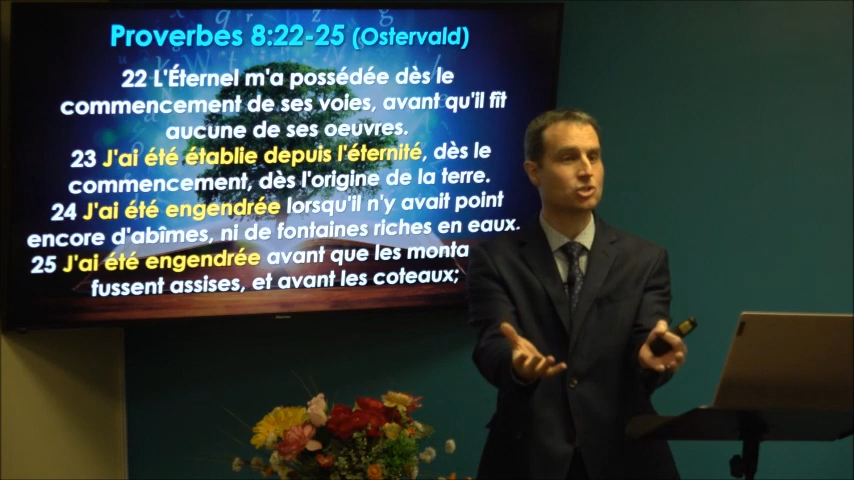 Proverbes 8:22-25 (Ostervald)
22 L'Éternel m'a possédée dès le
commencement de ses voies, avant qu'il fît
aucune de ses oeuvres.
23 J'ai été établie depuis l'éternité, dès le
commencement, dès l'origine de la terre.
24 J'ai été engendrée lorsqu'il n'y avait point
encore d'abîmes, ni de fontaines riches en eaux.
25 J'ai été engendrée avant que les monta
fussent assises, et avant les coteaux;